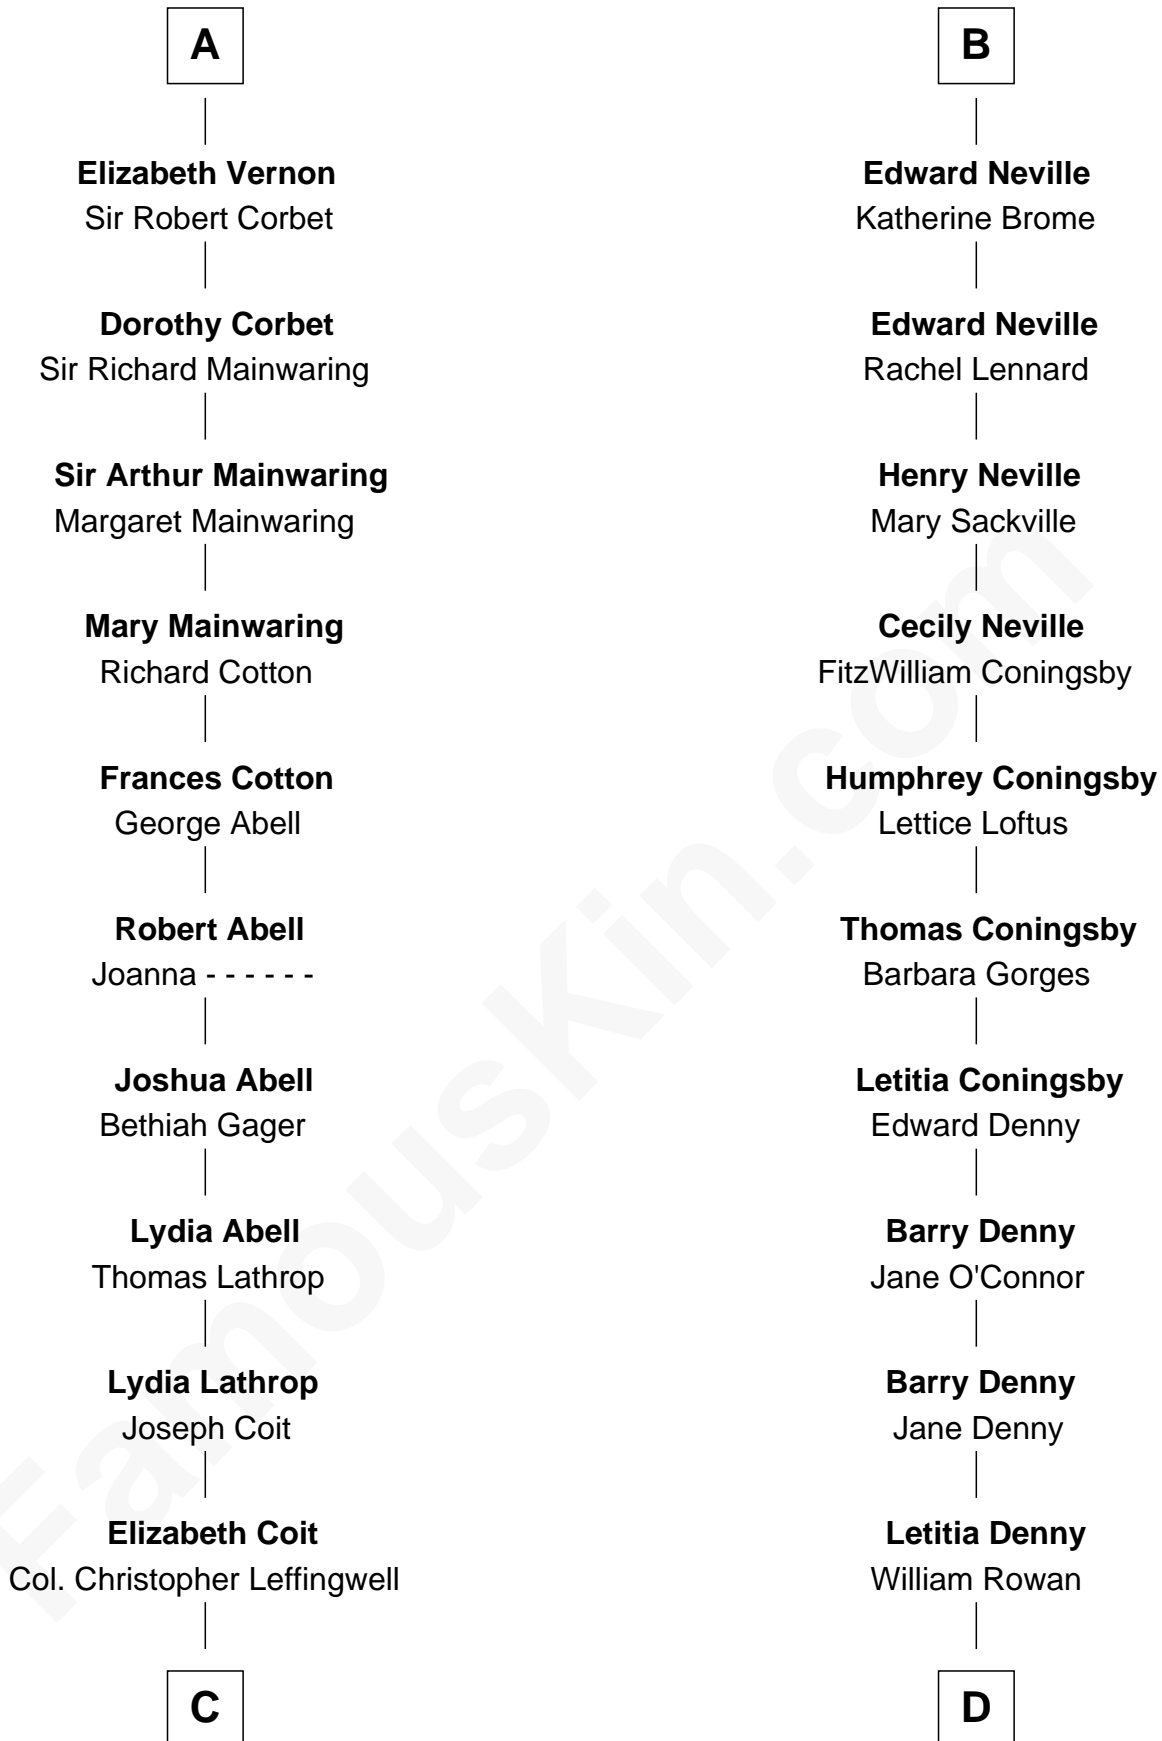 A
Elizabeth Vernon
Sir Robert Corbet
Dorothy Corbet
Sir Richard Mainwaring
Sir Arthur Mainwaring
Margaret Mainwaring
Mary Mainwaring
Richard Cotton
Frances Cotton
George Abell
Robert Abell
Joanna - - - - - -
Joshua Abell
Bethiah Gager
Lydia Abell
Thomas Lathrop
Lydia Lathrop
Joseph Coit
Elizabeth Coit
Col. Christopher Leffingwell
C
B
Edward Neville
Katherine Brome
Edward Neville
Rachel Lennard
Henry Neville
Mary Sackville
Cecily Neville
FitzWilliam Coningsby
Humphrey Coningsby
Lettice Loftus
Thomas Coningsby
Barbara Gorges
Letitia Coningsby
Edward Denny
Barry Denny
Jane O'Connor
Barry Denny
Jane Denny
Letitia Denny
William Rowan
D
FamousKin.com